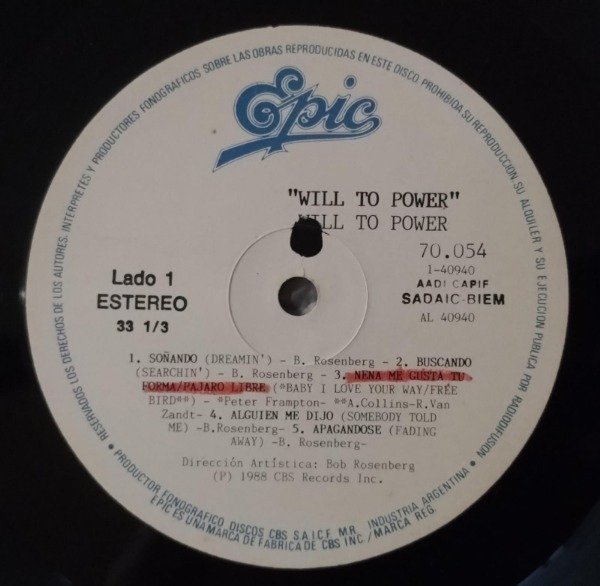 RESERVADOS LOS DERECHOS DE LOS AUTORES, INTERPRETES Y PRODUCTORES FONOGRAFICOS SOBRE LAS OBRAS REPRODUCIDAS EN ESTE DISCO PROHIBIDA SU REPRODUCCION, SU ALQUILER Y SU EJECUCION PUBLICA POR RADIODIFUSION
Epic
"WILL TO POWER"
WILL TO POWER
70.054
1-40940
AADI CAPIF
SADAIC-BIEM
AL 40940
Lado 1
ESTEREO
33 1/3
1. SOÑANDO (DREAMIN') - B. Rosenberg - 2. BUSCANDO
(SEARCHIN') - B. Rosenberg - 3. NENA ME GUSTA TU
FORMA/PAJARO LIBRE (*BABY I LOVE YOUR WAY/FREE
BIRD**) - *Peter Frampton- **A.Collins-R.Van
Zandt- 4. ALGUIEN ME DIJO (SOMEBODY TOLD
ME) -B.Rosenberg- 5. APAGANDOSE (FADING
AWAY) -B. Rosenberg-
Dirección Artística: Bob Rosenberg
(P) 1988 CBS Records Inc.
• PRODUCTOR FONOGRAFICO DISCOS CBS S.A.I.C.F. M.R. INDUSTRIA ARGENTINA •
EPIC ES UNA MARCA DE FABRICA DE CBS INC./MARCA REG.